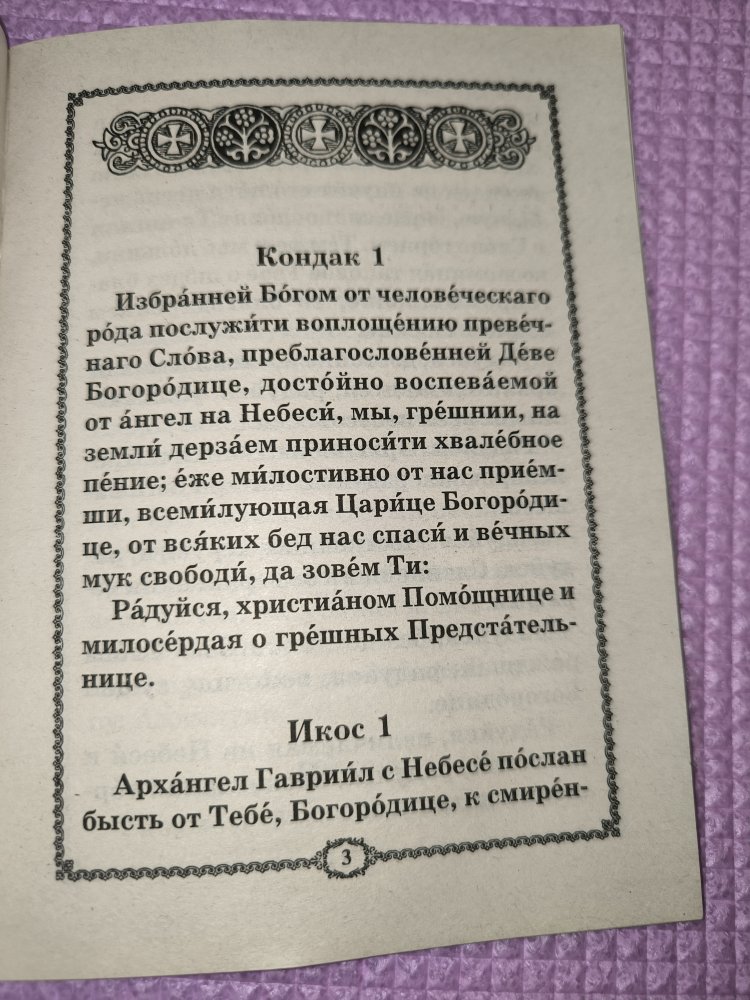 Кондак 1
Избра́нней Бо́гом от челове́ческаго
ро́да послужи́ти воплоще́нию преве́ч-
наго Сло́ва, преблагослове́нней Де́ве
Богоро́дице, досто́йно воспева́емой
от а́нгел на Небеси́, мы, гре́шнии, на
земли́ дерза́ем приноси́ти хвале́бное
пе́ние; е́же ми́лостивно от нас прие́м-
ши, всеми́лующая Цари́це Богоро́ди-
це, от вся́ких бед нас спаси́ и ве́чных
мук свободи́, да зове́м Ти:
Ра́дуйся, христиа́ном Помо́щнице и
милосе́рдая о гре́шных Предста́тель-
нице.
Икос 1
Арха́нгел Гаврии́л с Небесе́ по́слан
бысть от Тебе́, Богоро́дице, к смире́н-
3